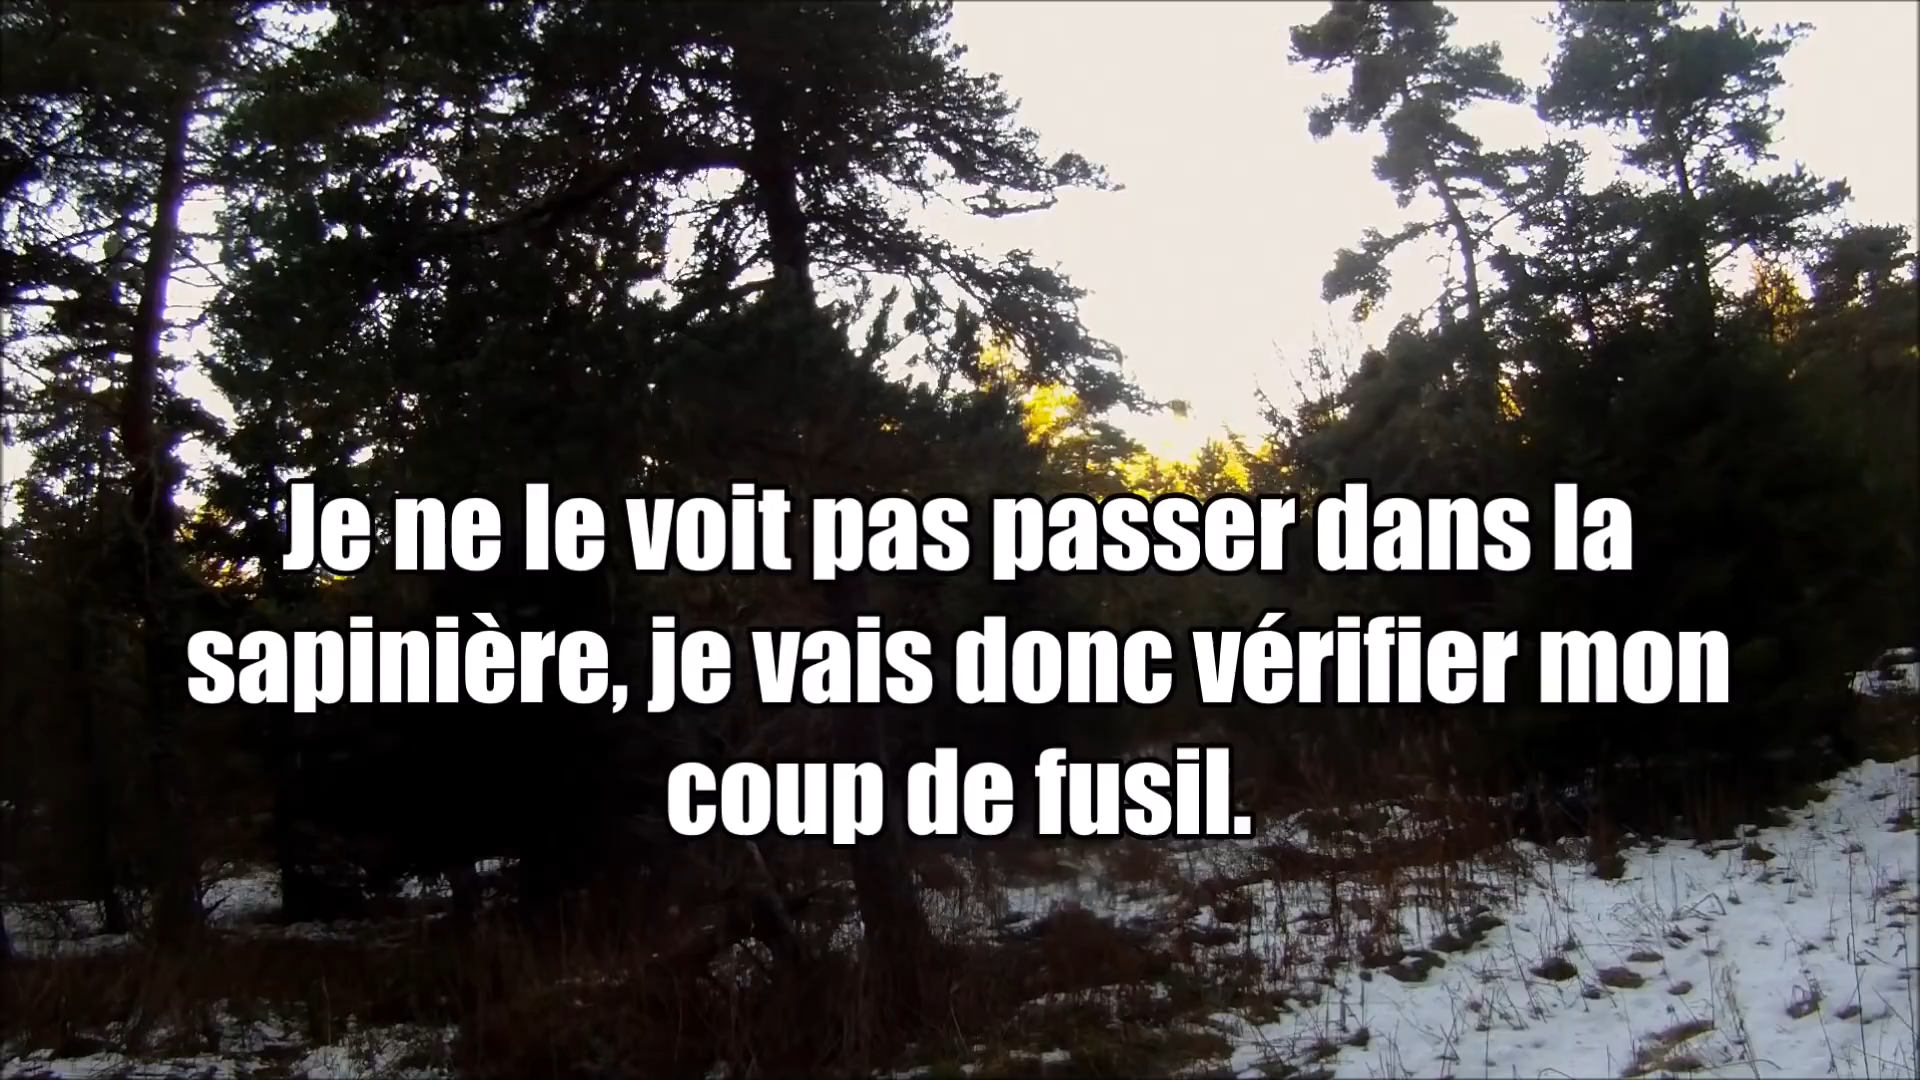 Je ne le voit pas passer dans la
sapinière, je vais donc vérifier mon
coup de fusil.